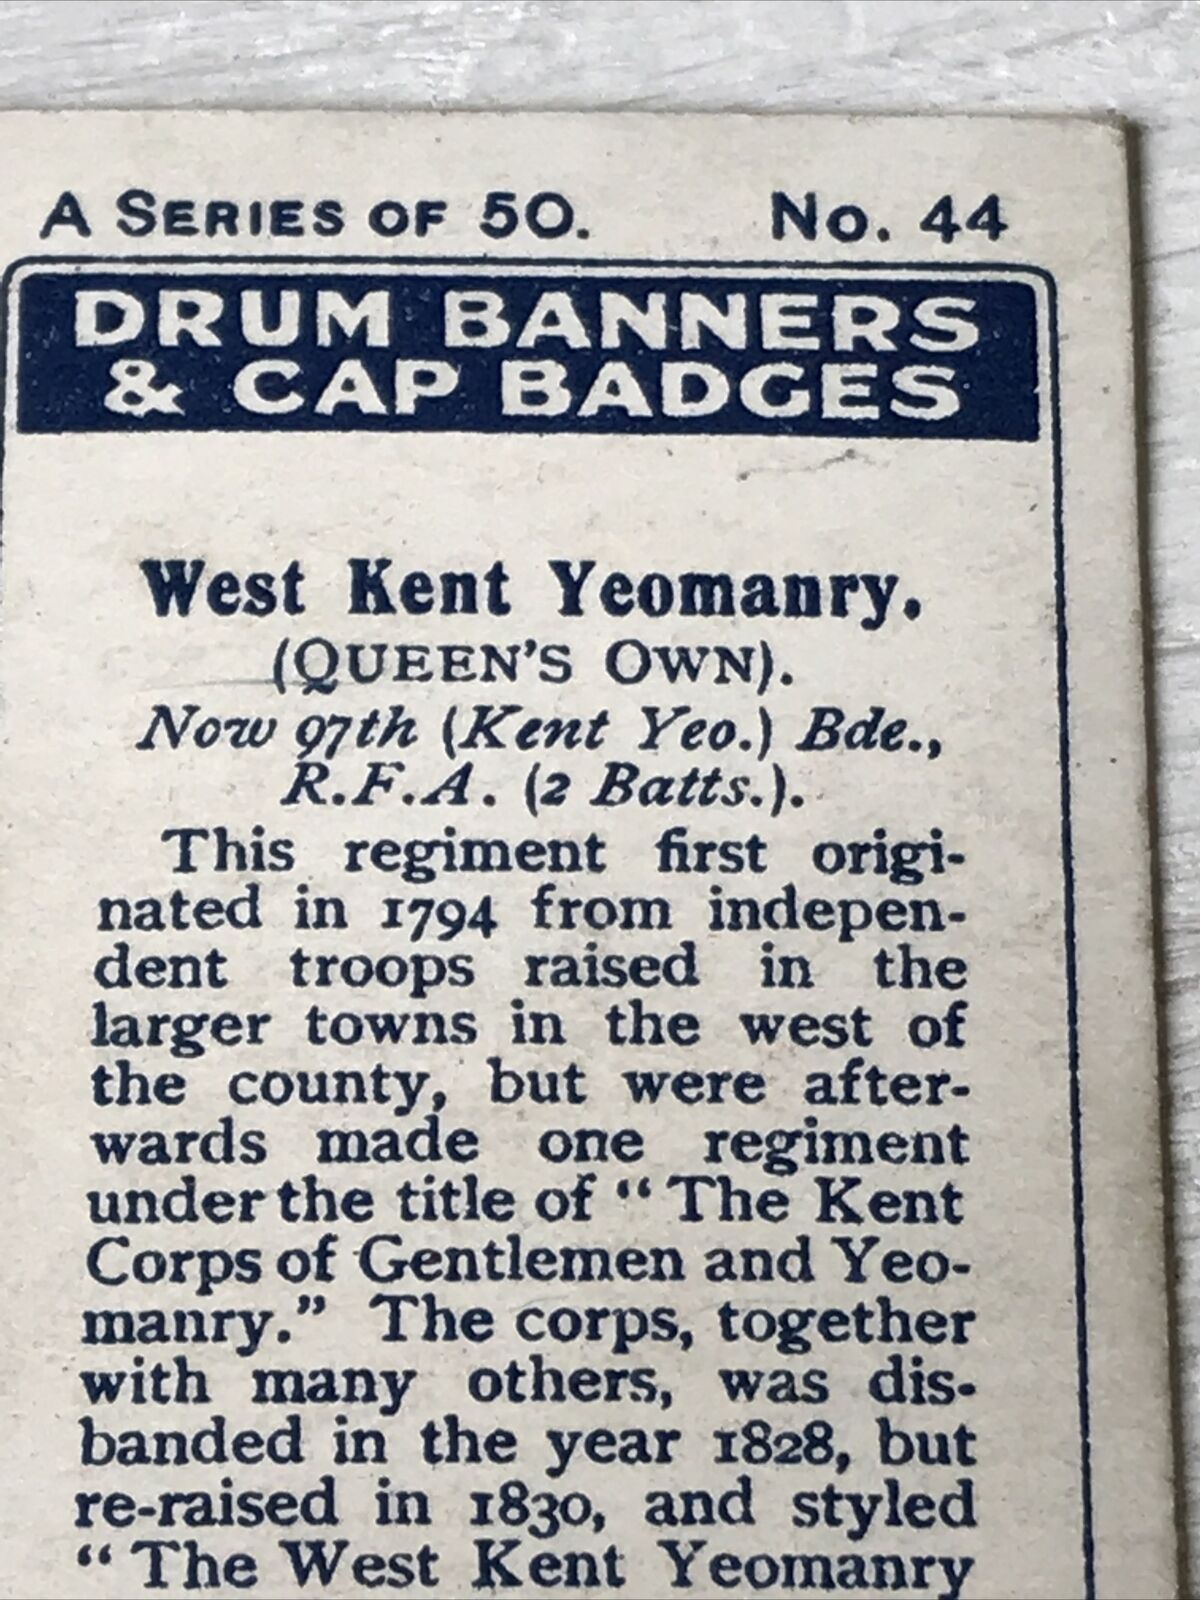 A SERIES OF 50. No. 44
DRUM BANNERS
& CAP BADGES
West Kent Yeomanry.
(QUEEN'S OWN).
Now 97th (Kent Yeo.) Bde.,
R.F.A. (2 Batts.).
This regiment first origi-
nated in 1794 from indepen-
dent troops raised in the
larger towns in the west of
the county, but were after-
wards made one regiment
under the title of “The Kent
Corps of Gentlemen and Yeo-
manry.” The corps, together
with many others, was dis-
banded in the year 1828, but
re-raised in 1830, and styled
“The West Kent Yeomanry